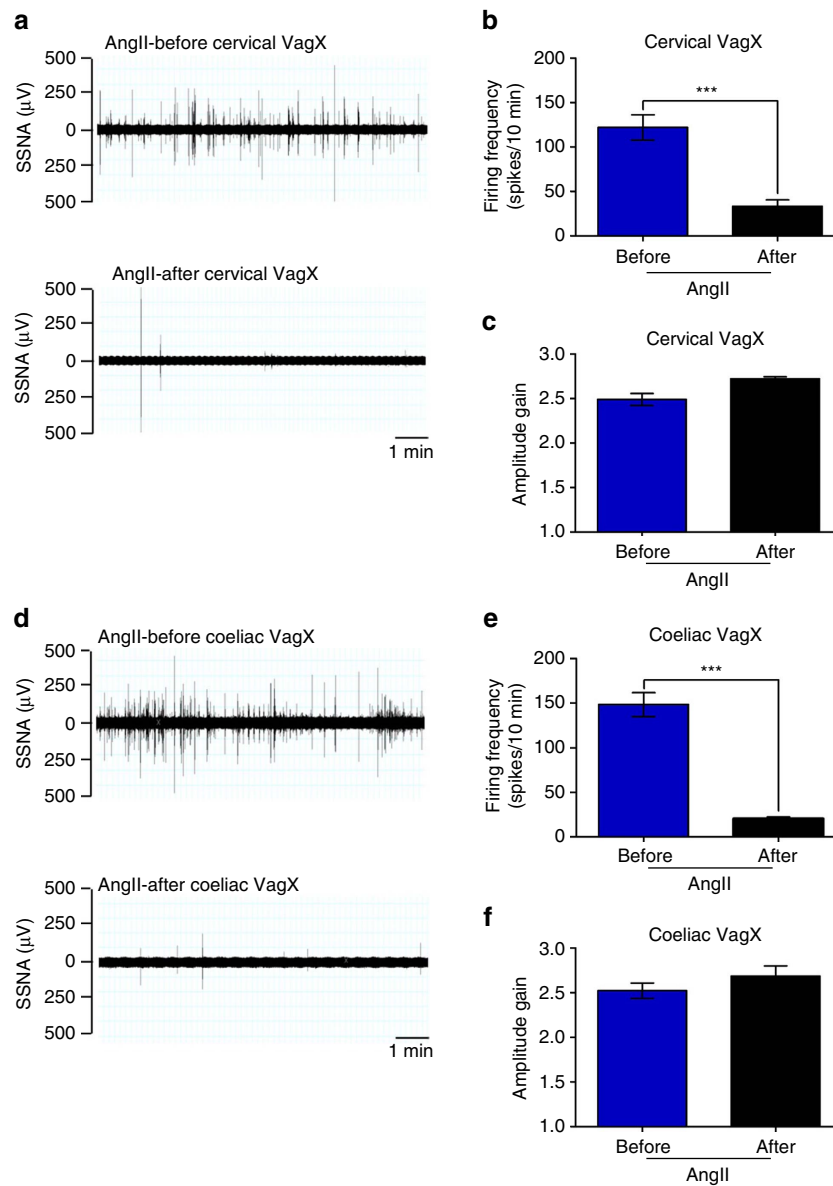 a
AngII-before cervical VagX
500
250
0
250
500
SSNA (μV)
AngII-after cervical VagX
500
250
0
250
500
SSNA (μV)
1 min
b
Cervical VagX
200
150
100
50
0
Firing frequency
(spikes/10 min)
***
Before After
AngII
c
Cervical VagX
3.0
2.5
2.0
1.5
1.0
Amplitude gain
Before After
AngII
d
AngII-before coeliac VagX
500
250
0
250
500
SSNA (μV)
AngII-after coeliac VagX
500
250
0
250
500
SSNA (μV)
1 min
e
Coeliac VagX
200
150
100
50
0
Firing frequency
(spikes/10 min)
***
Before After
AngII
f
Coeliac VagX
3.0
2.5
2.0
1.5
1.0
Amplitude gain
Before After
AngII